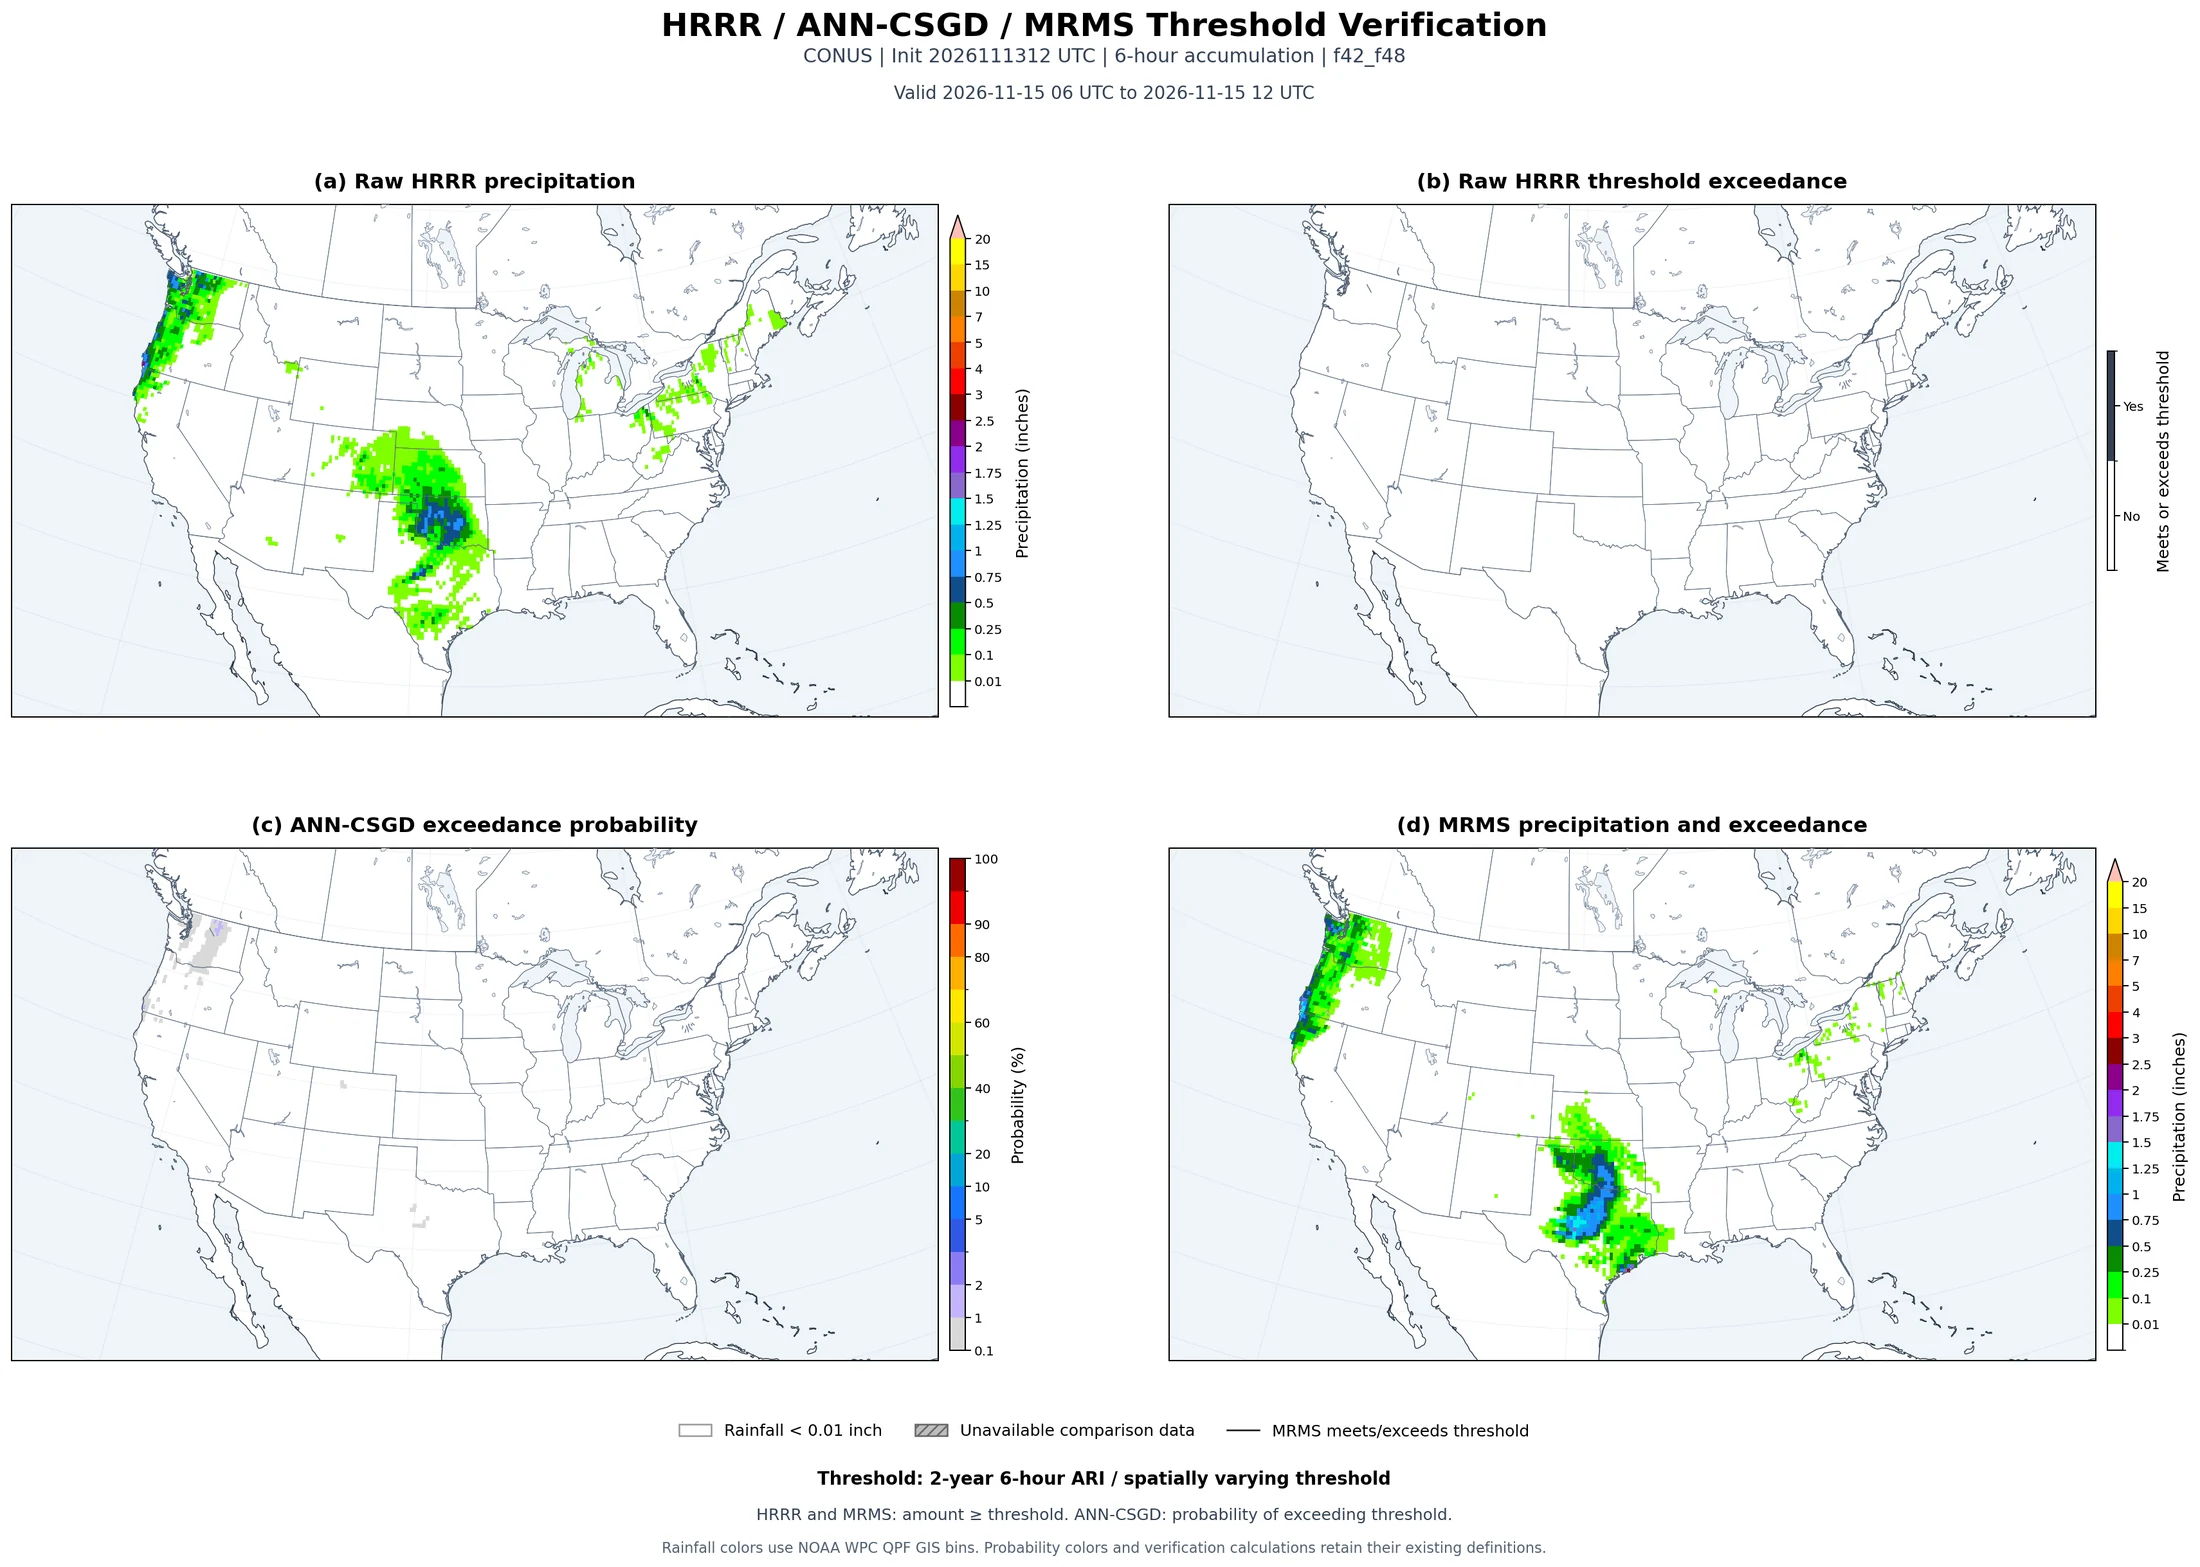 HRRR / ANN-CSGD / MRMS Threshold Verification
CONUS | Init 2026111312 UTC | 6-hour accumulation | f42_f48
Valid 2026-11-15 06 UTC to 2026-11-15 12 UTC
(a) Raw HRRR precipitation
20
15
10
7
5
4
3
2.5
2
1.75
1.5
1.25
1
0.75
0.5
0.25
0.1
0.01
Precipitation (inches)
(b) Raw HRRR threshold exceedance
Yes
No
Meets or exceeds threshold
(c) ANN-CSGD exceedance probability
100
90
80
60
40
20
10
5
2
1
0.1
Probability (%)
(d) MRMS precipitation and exceedance
20
15
10
7
5
4
3
2.5
2
1.75
1.5
1.25
1
0.75
0.5
0.25
0.1
0.01
Precipitation (inches)
Rainfall < 0.01 inch
Unavailable comparison data
MRMS meets/exceeds threshold
Threshold: 2-year 6-hour ARI / spatially varying threshold
HRRR and MRMS: amount ≥ threshold. ANN-CSGD: probability of exceeding threshold.
Rainfall colors use NOAA WPC QPF GIS bins. Probability colors and verification calculations retain their existing definitions.